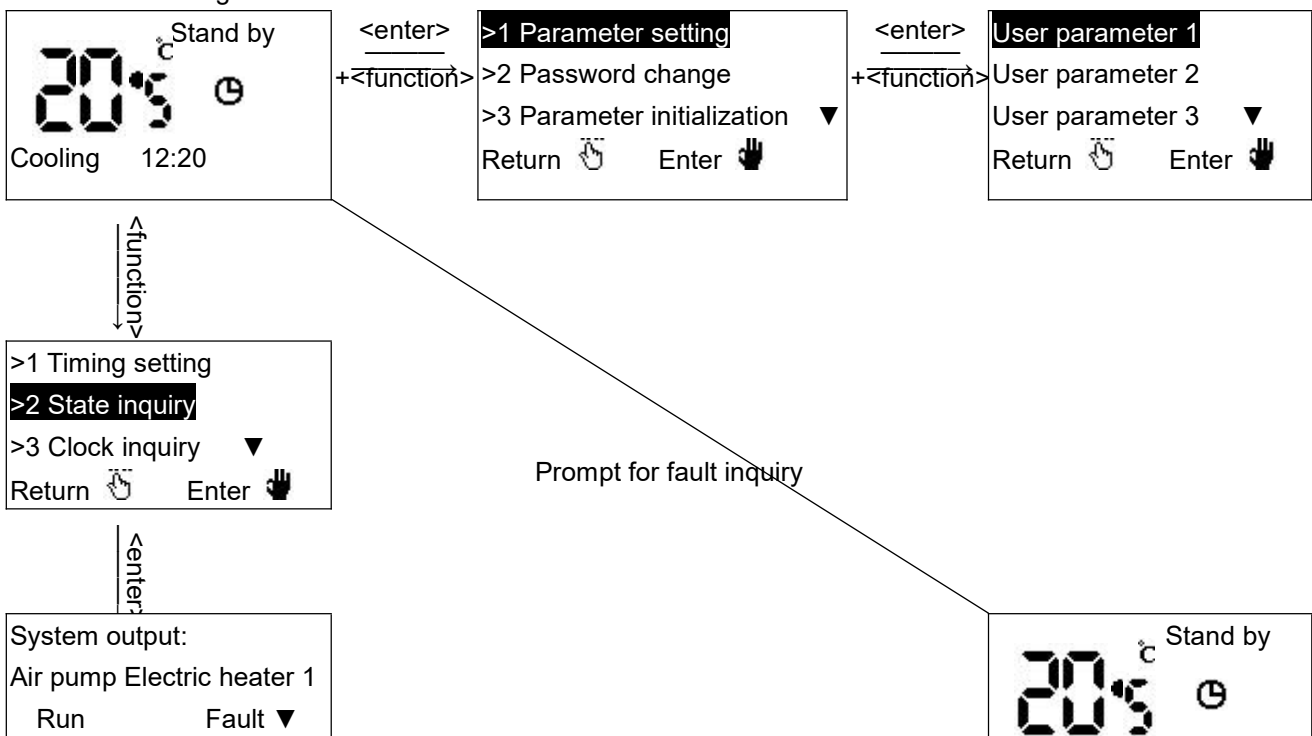 Stand by
20.5 ℃
Cooling 12:20
<enter>
+<function>
>1 Parameter setting
>2 Password change
>3 Parameter initialization ▼
Return Enter
<enter>
+<function>
User parameter 1
User parameter 2
User parameter 3 ▼
Return Enter
<function>
>1 Timing setting
>2 State inquiry
>3 Clock inquiry ▼
Return Enter
<enter>
Prompt for fault inquiry
System output:
Air pump Electric heater 1
Run Fault ▼
Stand by
20.5 ℃